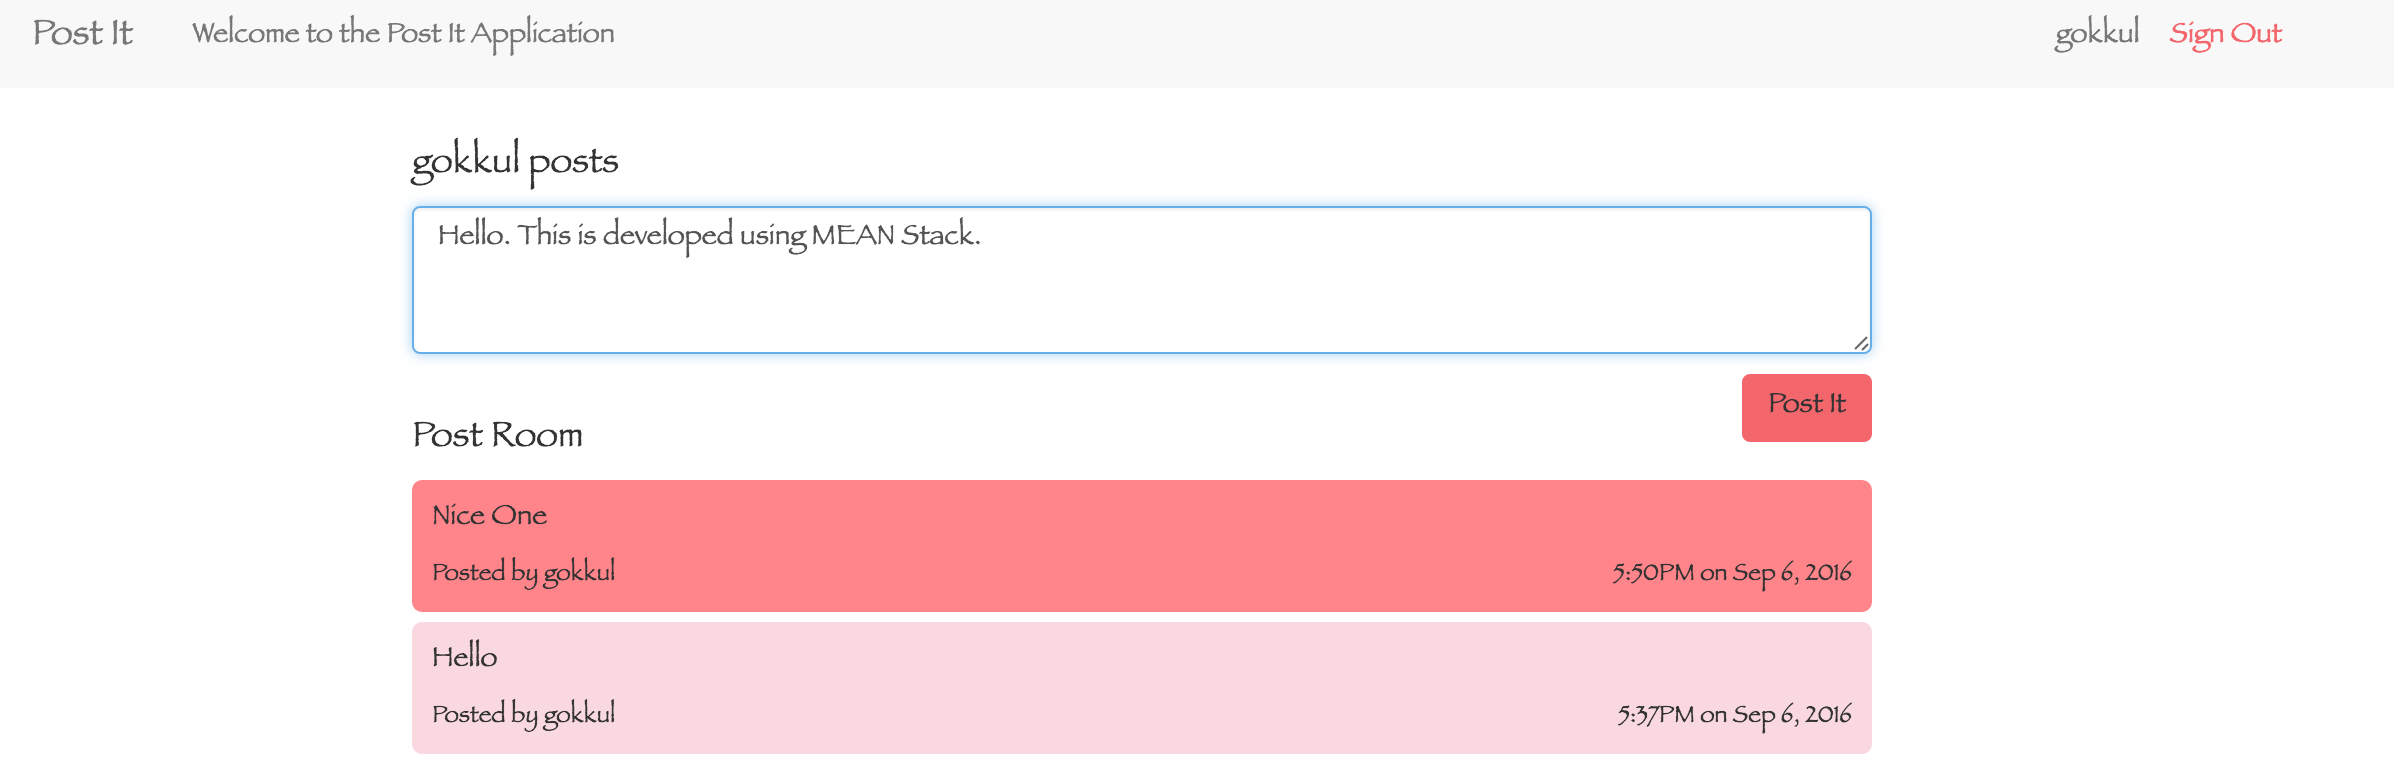 Post It Welcome to the Post It Application gokkul Sign Out
gokkul posts
Hello. This is developed using MEAN Stack.
Post It
Post Room
Nice One
Posted by gokkul 5:50PM on Sep 6, 2016
Hello
Posted by gokkul 5:37PM on Sep 6, 2016